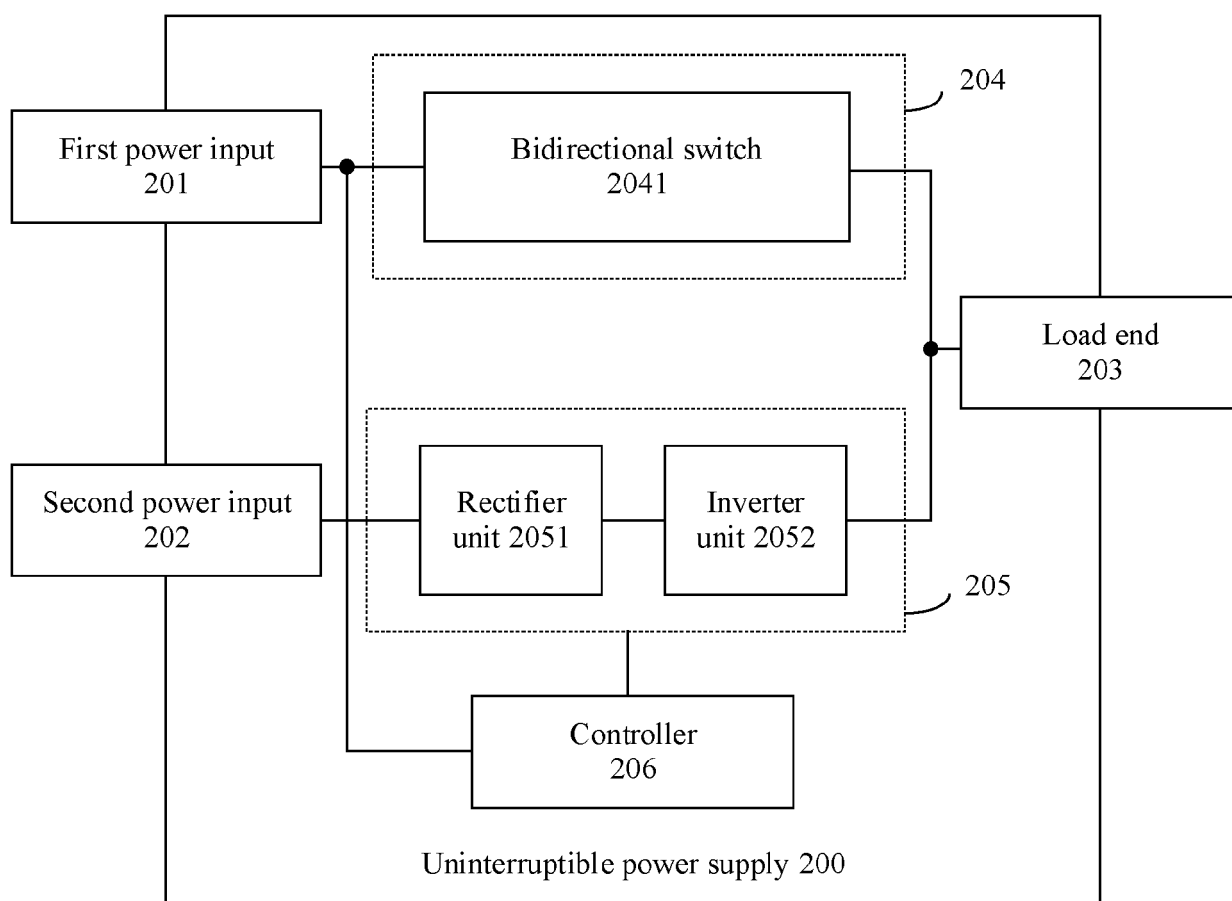 204
First power input
201
Bidirectional switch
2041
Load end
203
Second power input
202
Rectifier
unit 2051
Inverter
unit 2052
205
Controller
206
Uninterruptible power supply 200